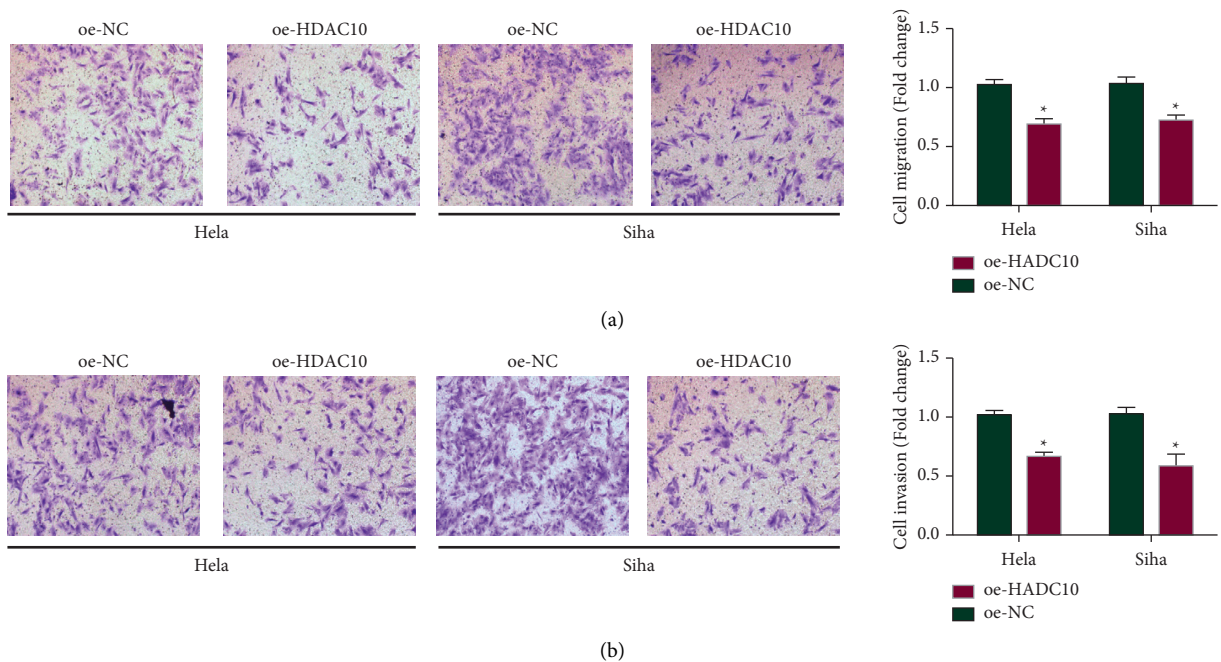 oe-NC oe-HDAC10 oe-NC oe-HDAC10
Hela Siha
Cell migration (Fold change)
1.5
1.0
0.5
0.0
* *
Hela Siha
oe-HADC10
oe-NC
(a)
oe-NC oe-HDAC10 oe-NC oe-HDAC10
Hela Siha
Cell invasion (Fold change)
1.5
1.0
0.5
0.0
* *
Hela Siha
oe-HADC10
oe-NC
(b)